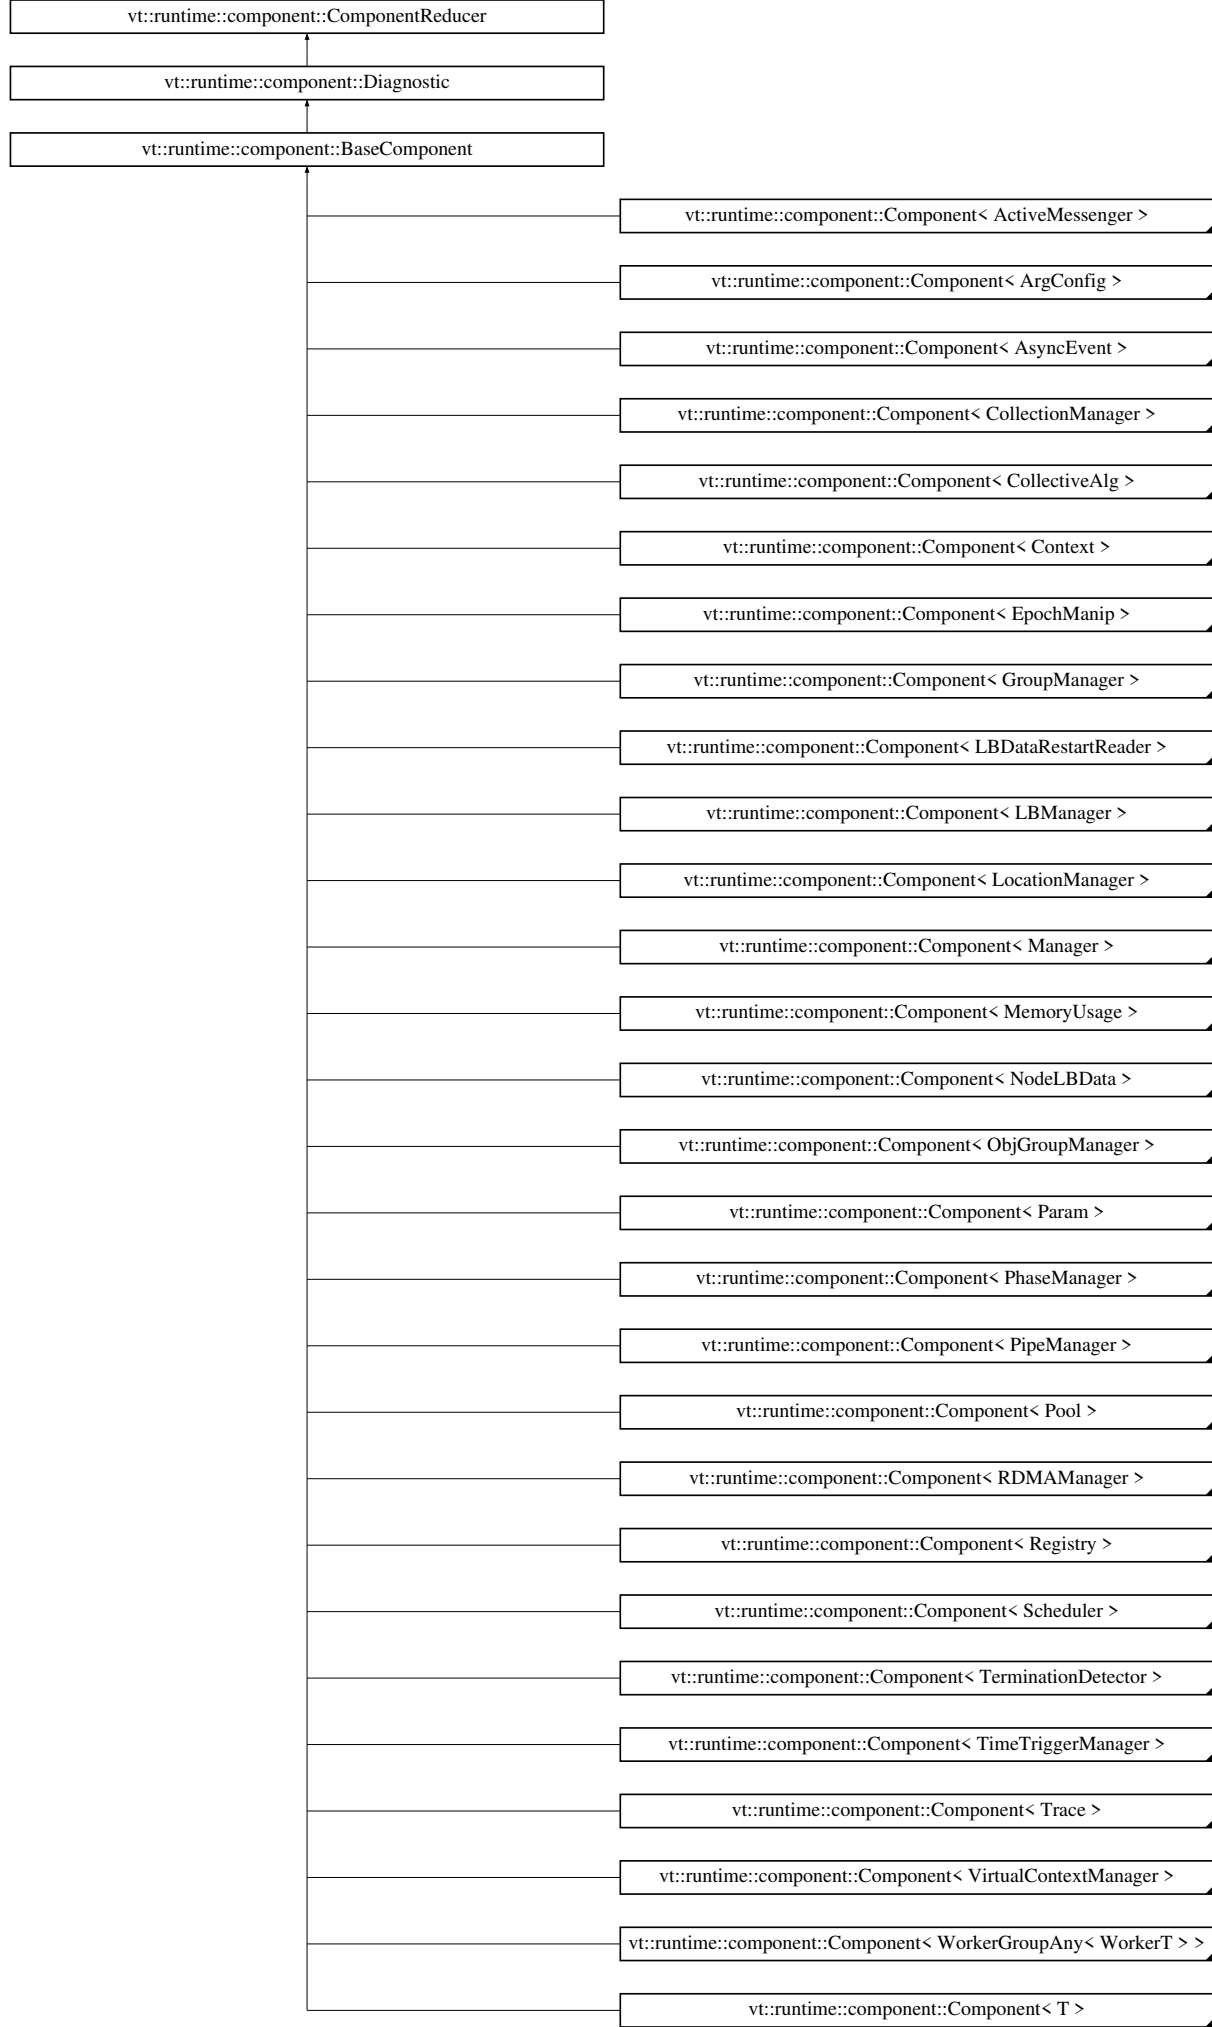 vt::runtime::component::ComponentReducer
vt::runtime::component::Diagnostic
vt::runtime::component::BaseComponent
vt::runtime::component::Component< ActiveMessenger >
vt::runtime::component::Component< ArgConfig >
vt::runtime::component::Component< AsyncEvent >
vt::runtime::component::Component< CollectionManager >
vt::runtime::component::Component< CollectiveAlg >
vt::runtime::component::Component< Context >
vt::runtime::component::Component< EpochManip >
vt::runtime::component::Component< GroupManager >
vt::runtime::component::Component< LBDataRestartReader >
vt::runtime::component::Component< LBManager >
vt::runtime::component::Component< LocationManager >
vt::runtime::component::Component< Manager >
vt::runtime::component::Component< MemoryUsage >
vt::runtime::component::Component< NodeLBData >
vt::runtime::component::Component< ObjGroupManager >
vt::runtime::component::Component< Param >
vt::runtime::component::Component< PhaseManager >
vt::runtime::component::Component< PipeManager >
vt::runtime::component::Component< Pool >
vt::runtime::component::Component< RDMAManager >
vt::runtime::component::Component< Registry >
vt::runtime::component::Component< Scheduler >
vt::runtime::component::Component< TerminationDetector >
vt::runtime::component::Component< TimeTriggerManager >
vt::runtime::component::Component< Trace >
vt::runtime::component::Component< VirtualContextManager >
vt::runtime::component::Component< WorkerGroupAny< WorkerT > >
vt::runtime::component::Component< T >